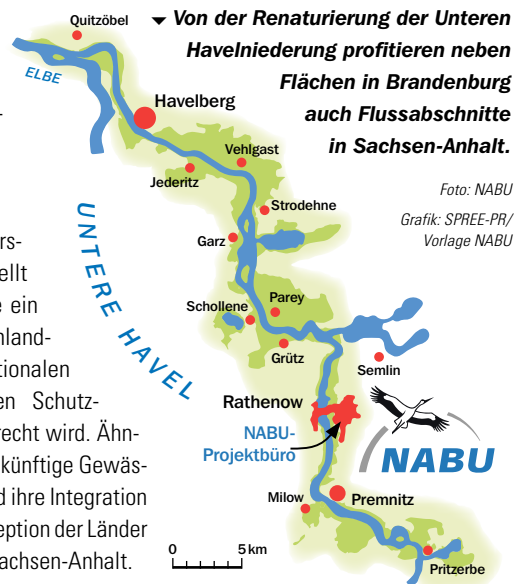 Von der Renaturierung der Unteren
Havelniederung profitieren neben
Flächen in Brandenburg
auch Flussabschnitte
in Sachsen-Anhalt.
Foto: NABU
Grafik: SPREE-PR/
Vorlage NABU
Quitzöbel
ELBE
Havelberg
Vehlgast
Jederitz
Strodehne
Garz
UNTERE HAVEL
Schollene
Parey
Grütz
Semlin
Rathenow
NABU-
Projektbüro
NABU
Milow
Premnitz
Pritzerbe
0 5 km
ellt
e ein
nland-
tionalen
en Schutz-
recht wird. Ähn-
künftige Gewäs-
d ihre Integration
eption der Länder
achsen-Anhalt.